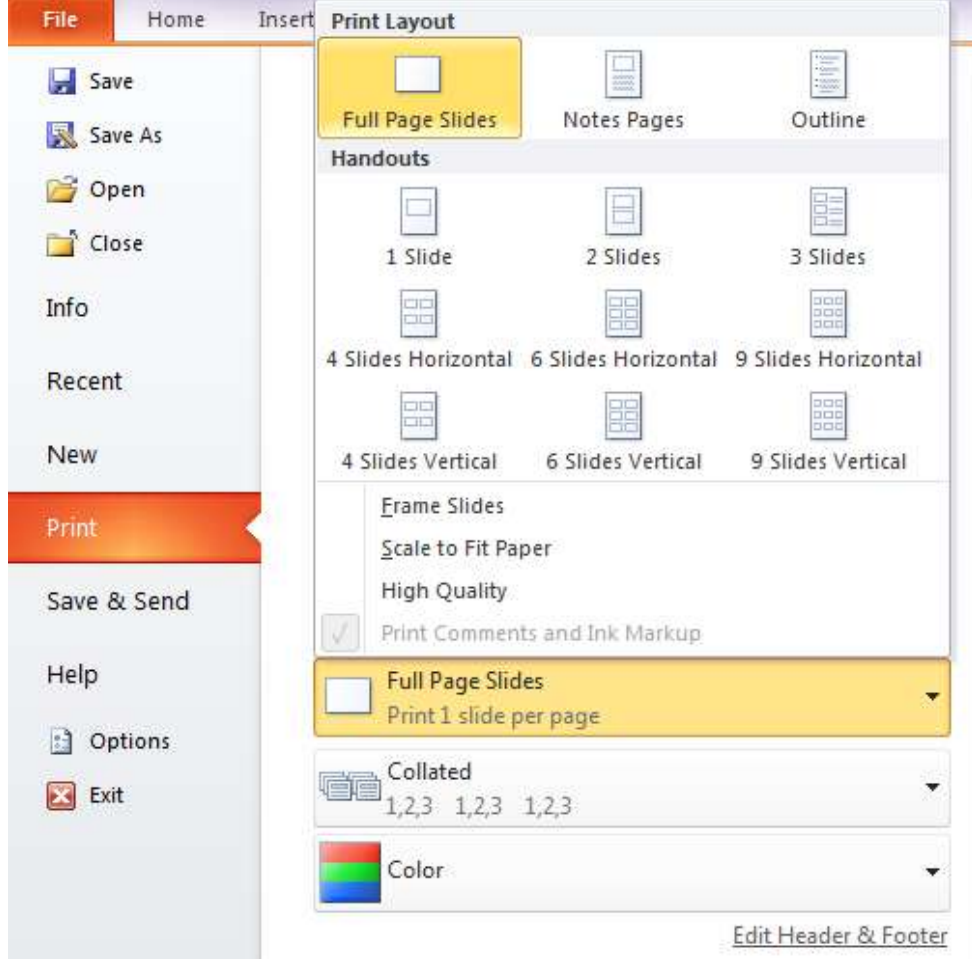 File Home Insert
Save
Save As
Open
Close
Info
Recent
New
Print
Save & Send
Help
Options
Exit
Print Layout
Full Page Slides Notes Pages Outline
Handouts
1 Slide 2 Slides 3 Slides
4 Slides Horizontal 6 Slides Horizontal 9 Slides Horizontal
4 Slides Vertical 6 Slides Vertical 9 Slides Vertical
Frame Slides
Scale to Fit Paper
High Quality
Print Comments and Ink Markup
Full Page Slides
Print 1 slide per page
Collated
1,2,3 1,2,3 1,2,3
Color
Edit Header & Footer